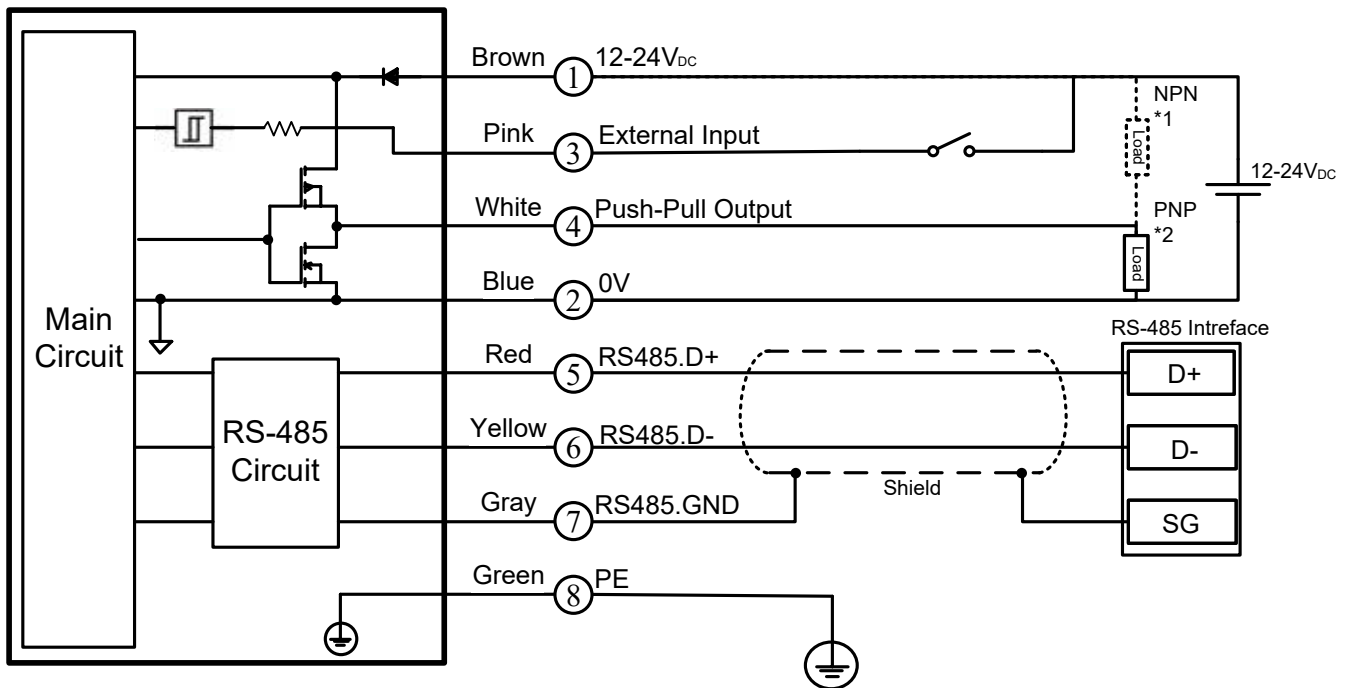 Brown 1 12-24VDC
NPN
*1
Pink 3 External Input
Load
12-24VDC
White 4 Push-Pull Output
PNP
*2
Load
Blue 2 0V
Main
Circuit
RS-485 Intreface
Red 5 RS485.D+
D+
RS-485
Circuit
Yellow 6 RS485.D-
D-
Shield
Gray 7 RS485.GND
SG
Green 8 PE